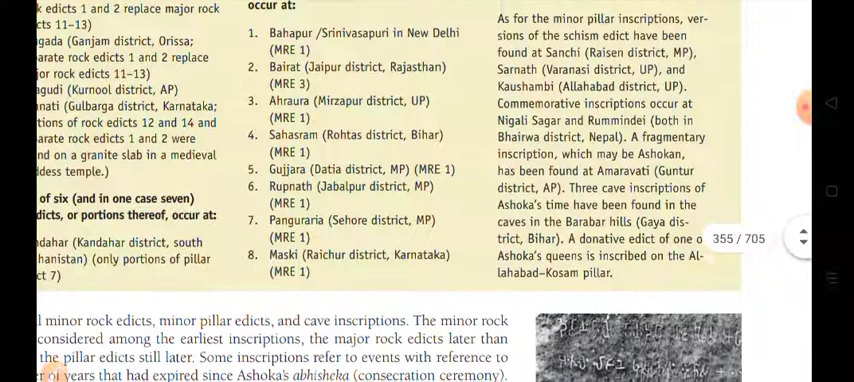 k edicts 1 and 2 replace major rock
cts 11–13)
gada (Ganjam district, Orissa;
arate rock edicts 1 and 2 replace
jor rock edicts 11–13)
agudi (Kurnool district, AP)
nati (Gulbarga district, Karnataka;
tions of rock edicts 12 and 14 and
arate rock edicts 1 and 2 were
nd on a granite slab in a medieval
ddess temple.)
of six (and in one case seven)
dicts, or portions thereof, occur at:
dahar (Kandahar district, south
hanistan) (only portions of pillar
ct 7)
occur at:
1. Bahapur /Srinivasapuri in New Delhi
(MRE 1)
2. Bairat (Jaipur district, Rajasthan)
(MRE 3)
3. Ahraura (Mirzapur district, UP)
(MRE 1)
4. Sahasram (Rohtas district, Bihar)
(MRE 1)
5. Gujjara (Datia district, MP) (MRE 1)
6. Rupnath (Jabalpur district, MP)
(MRE 1)
7. Panguraria (Sehore district, MP)
(MRE 1)
8. Maski (Raichur district, Karnataka)
(MRE 1)
As for the minor pillar inscriptions, ver-
sions of the schism edict have been
found at Sanchi (Raisen district, MP),
Sarnath (Varanasi district, UP), and
Kaushambi (Allahabad district, UP).
Commemorative inscriptions occur at
Nigali Sagar and Rummindei (both in
Bhairwa district, Nepal). A fragmentary
inscription, which may be Ashokan,
has been found at Amaravati (Guntur
district, AP). Three cave inscriptions of
Ashoka's time have been found in the
caves in the Barabar hills (Gaya dis-
trict, Bihar). A donative edict of one o
Ashoka's queens is inscribed on the Al-
lahabad–Kosam pillar.
355 / 705
l minor rock edicts, minor pillar edicts, and cave inscriptions. The minor rock
considered among the earliest inscriptions, the major rock edicts later than
the pillar edicts still later. Some inscriptions refer to events with reference to
er of years that had expired since Ashoka's abhisheka (consecration ceremony).